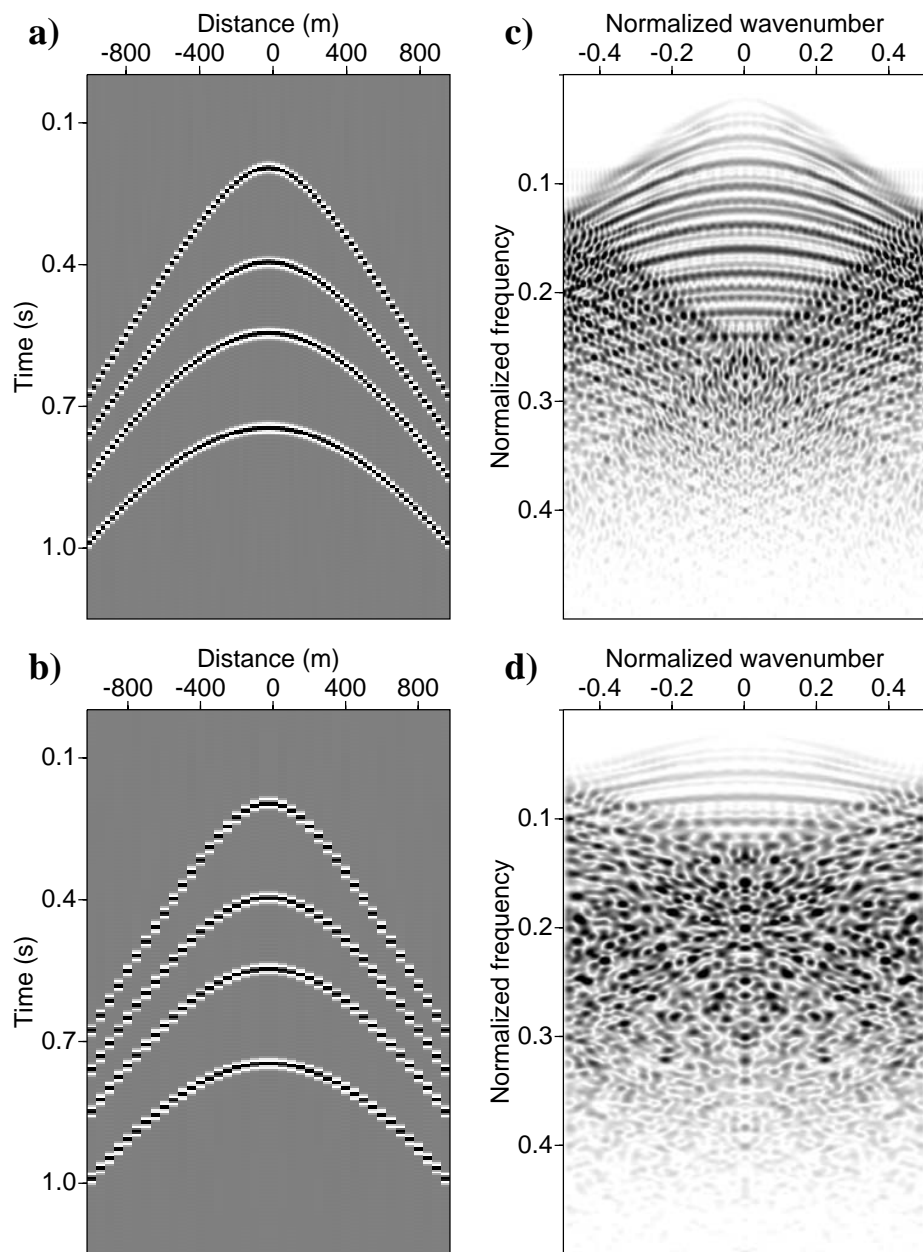 a)
Distance (m)
-800 -400 0 400 800
Time (s)
0.1
0.4
0.7
1.0
c)
Normalized wavenumber
-0.4 -0.2 0 0.2 0.4
Normalized frequency
0.1
0.2
0.3
0.4
b)
Distance (m)
-800 -400 0 400 800
Time (s)
0.1
0.4
0.7
1.0
d)
Normalized wavenumber
-0.4 -0.2 0 0.2 0.4
Normalized frequency
0.1
0.2
0.3
0.4